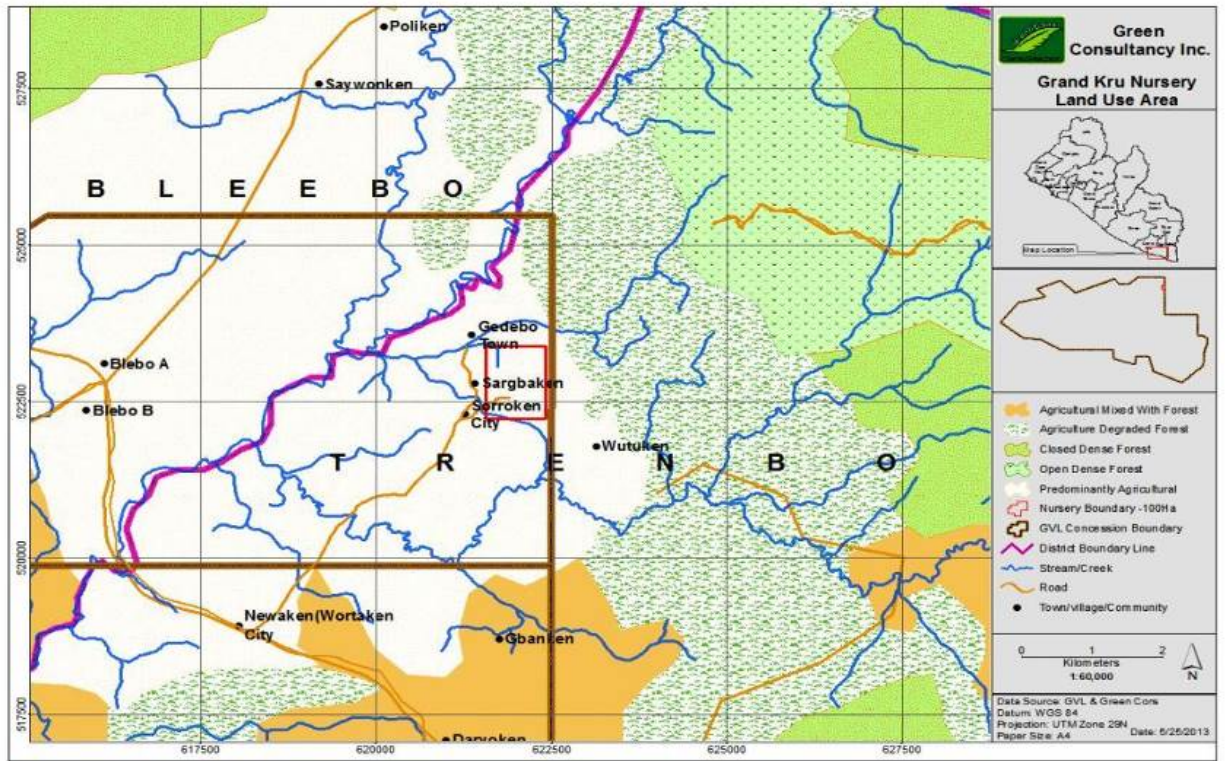 Poliken
Saywonken
B L E E B O
Gedebo
Town
Blebo A
Sargbaken
Blebo B
Sorroken
City
Wutuken
T R E N B O
Newaken(Wortaken
City
Gbanken
Daryoken
527500
525000
522500
520000
517500
617500
620000
622500
625000
627500
Green
Consultancy Inc.
Grand Kru Nursery
Land Use Area
Map Location
Agricultural Mixed With Forest
Agriculture Degraded Forest
Closed Dense Forest
Open Dense Forest
Predominantly Agricultural
Nursery Boundary -100Ha
GVL Concession Boundary
District Boundary Line
Stream/Creek
Road
Town/village/Community
0 1 2
Kilometers
1:60,000
N
Data Source: GVL & Green Cons
Datum: WGS 84
Projection: UTM Zone 29N
Paper Size: A4
Date: 5/25/2013